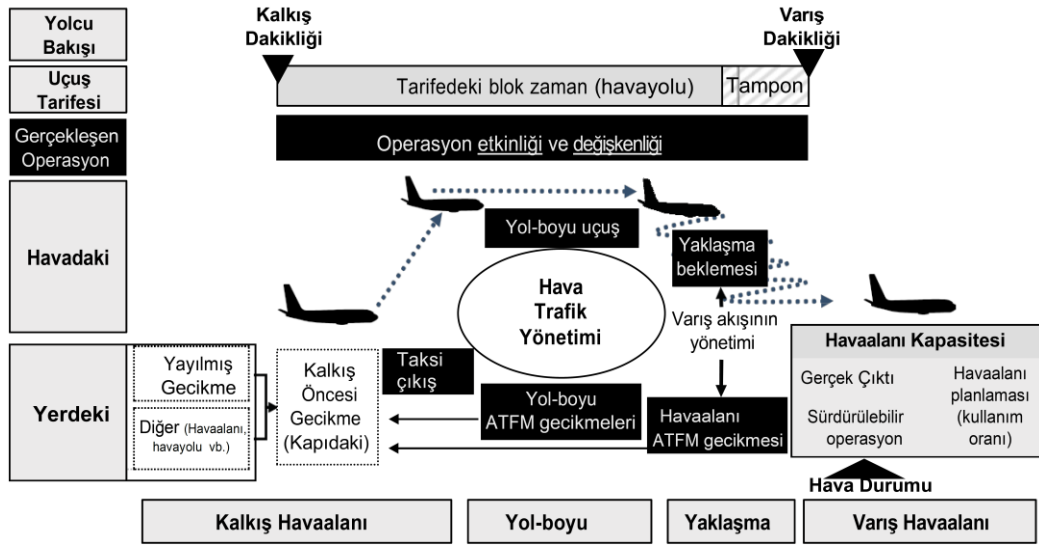 Yolcu
Bakışı
Kalkış
Dakikliği
Varış
Dakikliği
Uçuş
Tarifesi
Tarifedeki blok zaman (havayolu)
Tampon
Gerçekleşen
Operasyon
Operasyon etkinliği ve değişkenliği
Havadaki
Yol-boyu uçuş
Yaklaşma
beklemesi
Hava
Trafik
Yönetimi
Varış akışının
yönetimi
Yerdeki
Yayılmış
Gecikme
Diğer (Havaalanı,
havayolu vb.)
Kalkış
Öncesi
Gecikme
(Kapıdaki)
Taksi
çıkış
Yol-boyu
ATFM gecikmeleri
Havaalanı
ATFM gecikmesi
Havaalanı Kapasitesi
Gerçek Çıktı
Sürdürülebilir
operasyon
Havaalanı
planlaması
(kullanım
oranı)
Hava Durumu
Kalkış Havaalanı
Yol-boyu
Yaklaşma
Varış Havaalanı